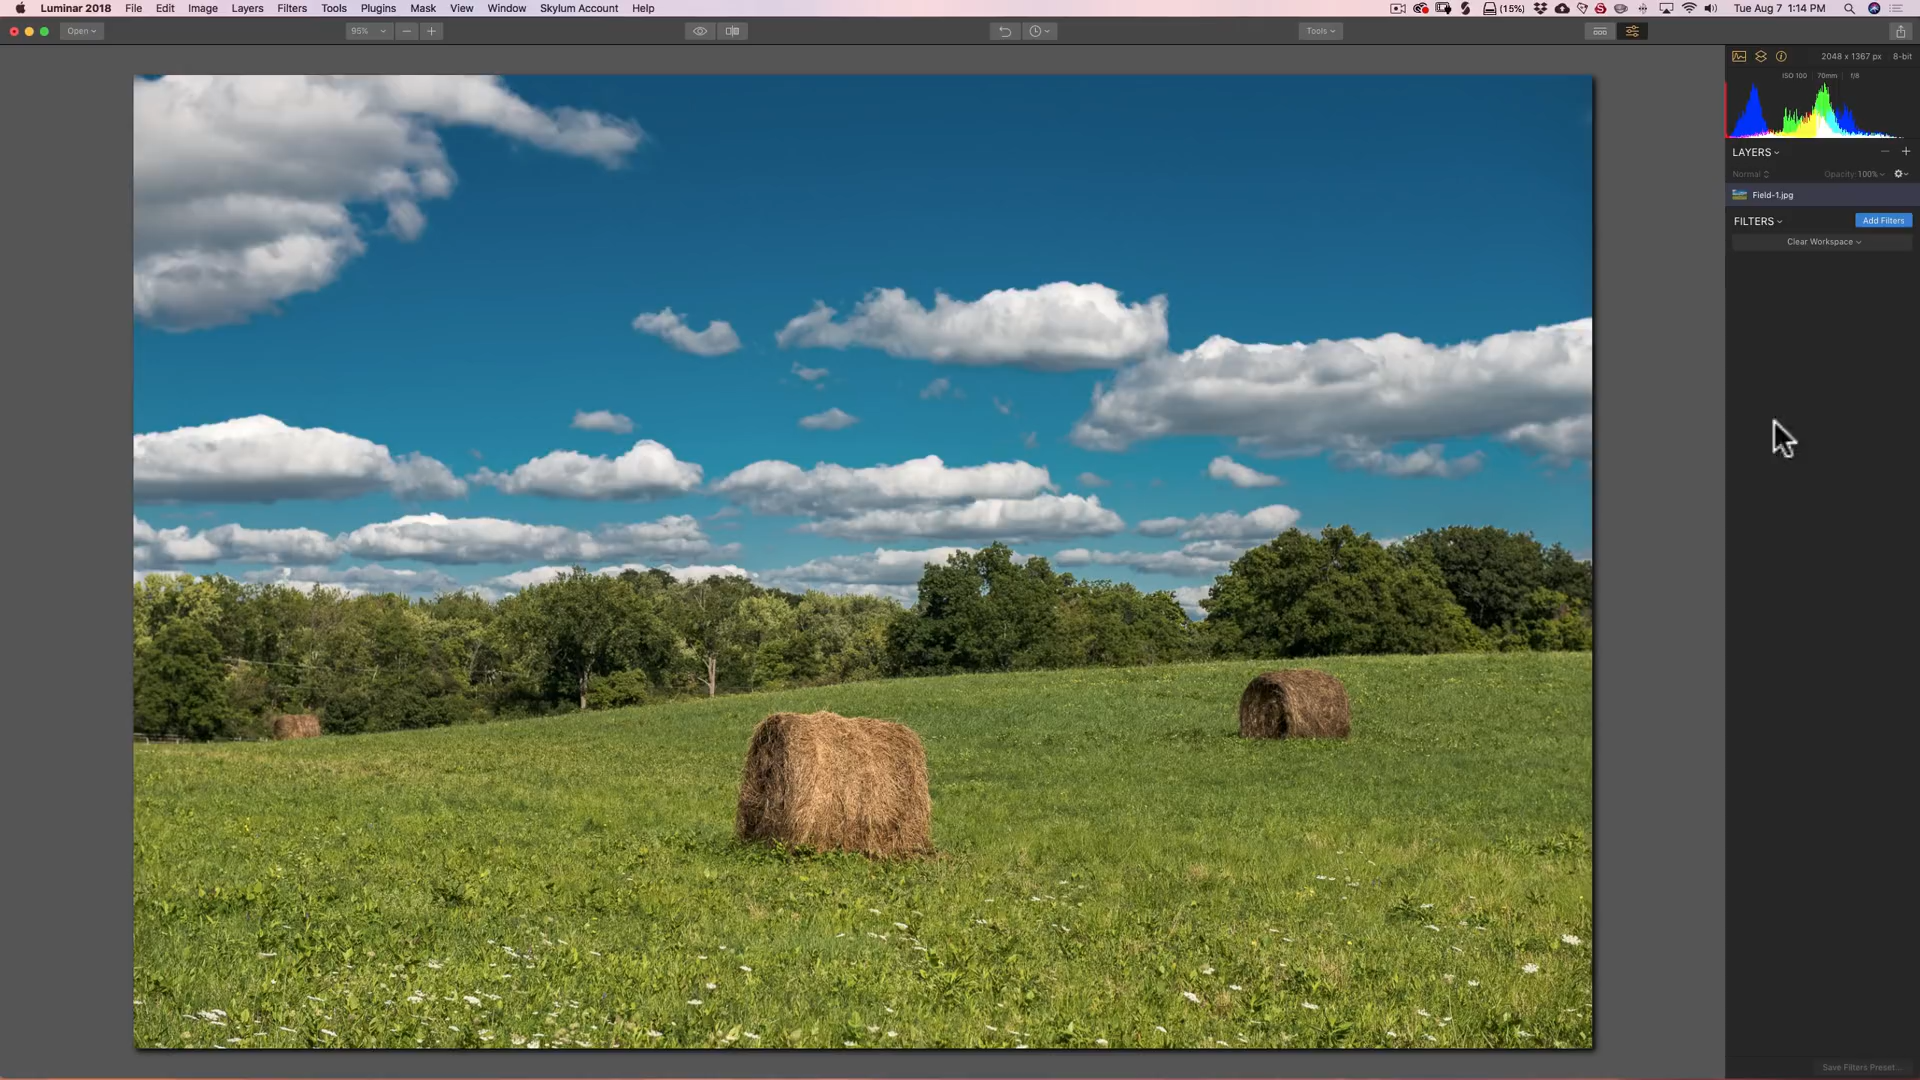 Luminar 2018 File Edit Image Layers Filters Tools Plugins Mask View Window Skylum Account Help (15%) Tue Aug 7 1:14 PM
Open 95% Tools
2048 x 1367 px 8-bit
ISO 100 70mm f/8
LAYERS
Normal Opacity: 100%
Field-1.jpg
FILTERS Add Filters
Clear Workspace
Save Filters Preset...